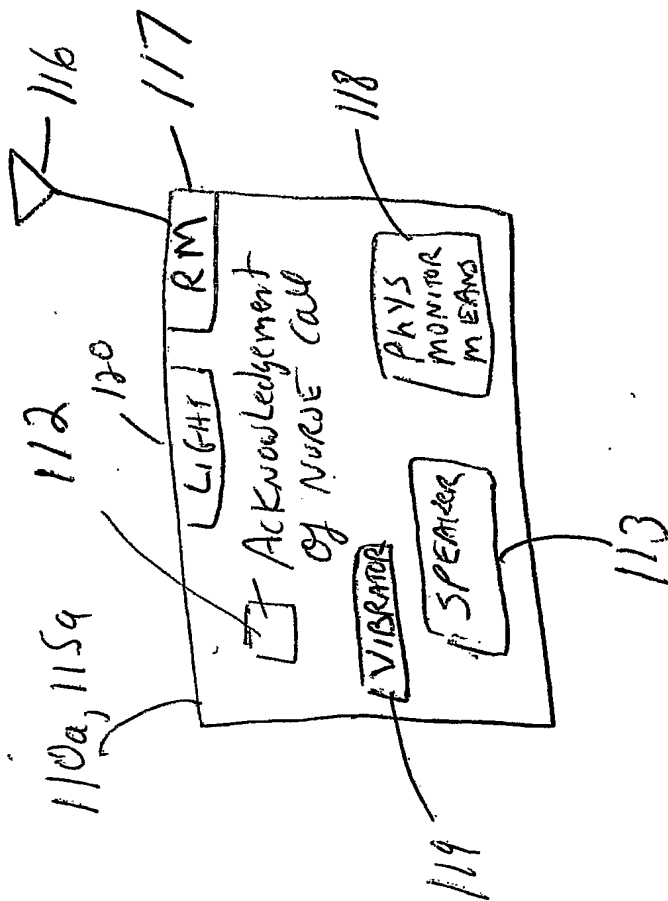 116
117
110a, 115a
112
120
LIGHT
RM
Acknowledgement
Of NURSE Call
VIBRATOR
SPEAKER
PHYS
MONITOR
MEANS
118
119
113